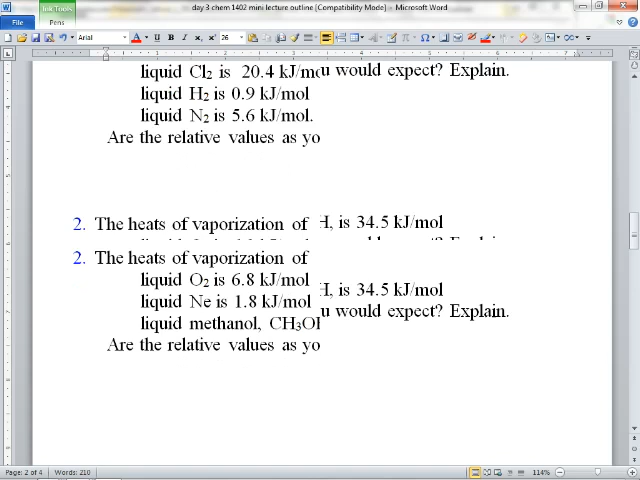 day 3 chem 1402 mini lecture outline [Compatibility Mode] - Microsoft Word
Ink Tools
File Pens
Arial 26
liquid Cl₂ is 20.4 kJ/mo u would expect? Explain.
liquid H₂ is 0.9 kJ/mol
liquid N₂ is 5.6 kJ/mol.
Are the relative values as yo
2. The heats of vaporization of H, is 34.5 kJ/mol
2. The heats of vaporization of
liquid O₂ is 6.8 kJ/mol H, is 34.5 kJ/mol
liquid Ne is 1.8 kJ/mol u would expect? Explain.
liquid methanol, CH₃OH
Are the relative values as yo
Page: 2 of 4 Words: 210 114%